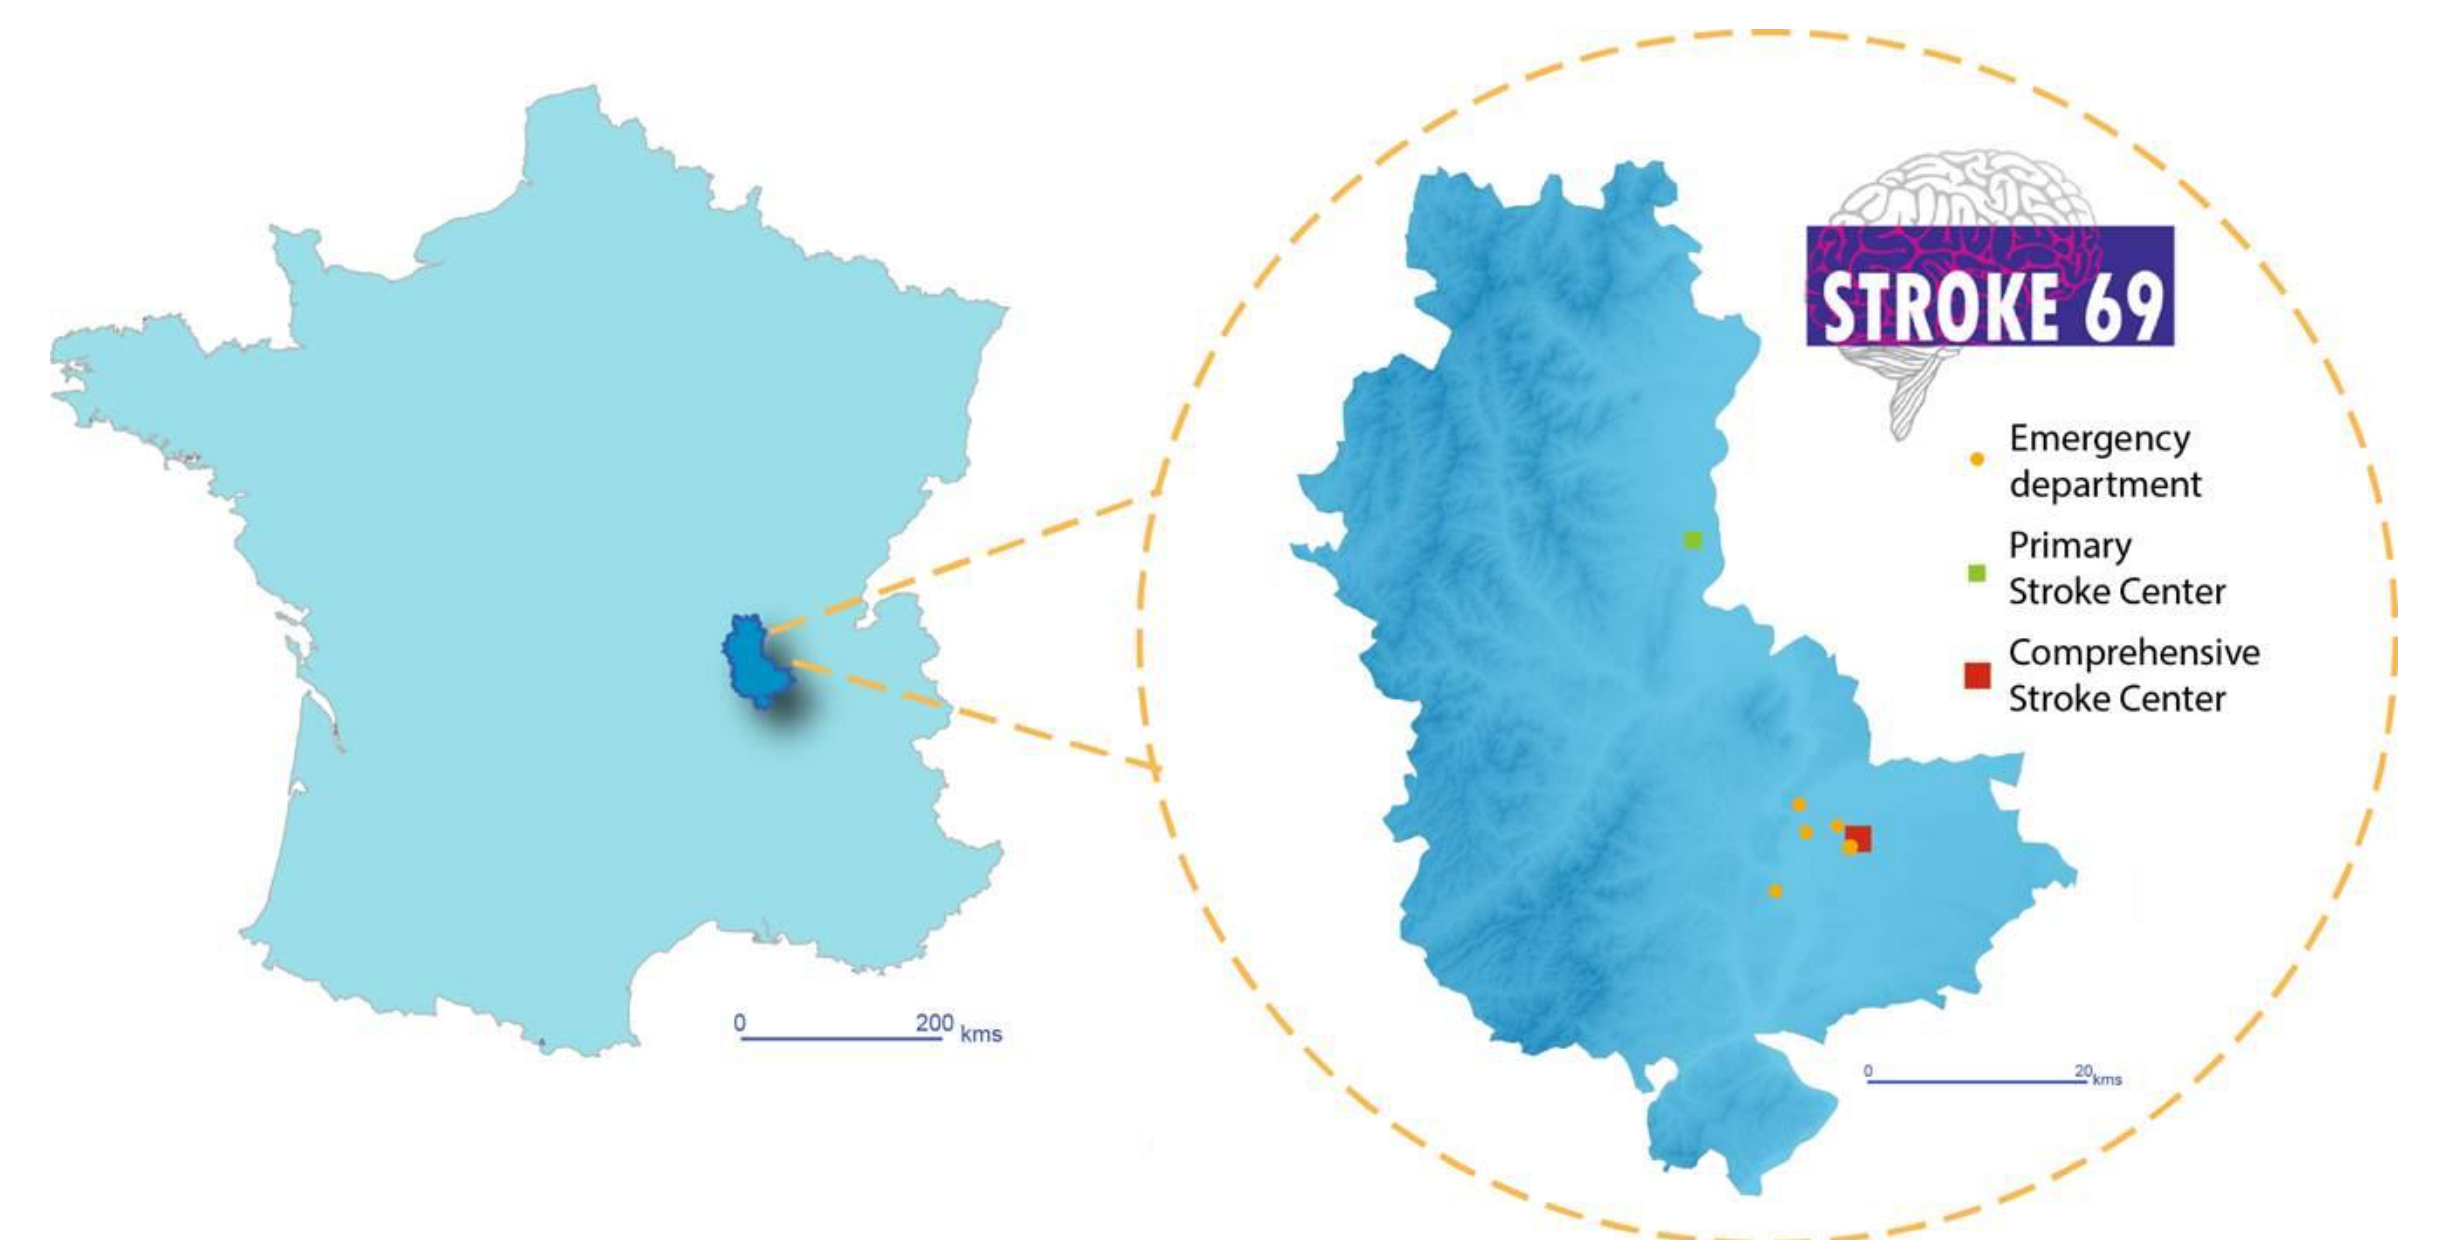 STROKE 69
Emergency
department
Primary
Stroke Center
Comprehensive
Stroke Center
0 200 kms
0 20 kms